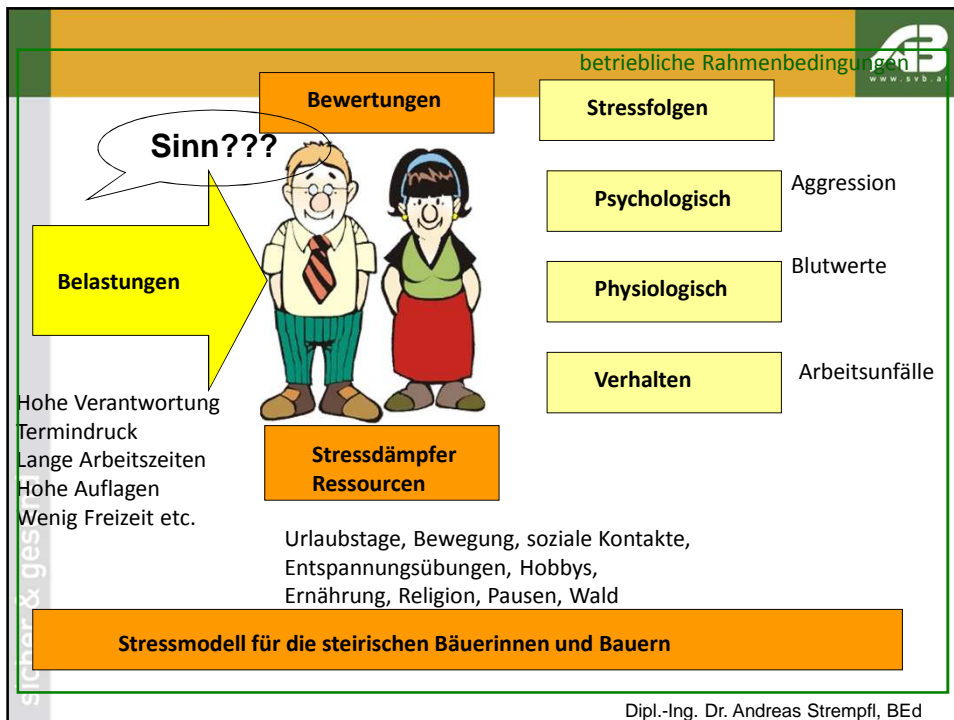 betriebliche Rahmenbedingungen
www.svb.at
Bewertungen
Stressfolgen
Sinn???
Psychologisch
Aggression
Belastungen
Physiologisch
Blutwerte
Verhalten
Arbeitsunfälle
Hohe Verantwortung
Termindruck
Lange Arbeitszeiten
Hohe Auflagen
Wenig Freizeit etc.
Stressdämpfer
Ressourcen
Urlaubstage, Bewegung, soziale Kontakte,
Entspannungsübungen, Hobbys,
Ernährung, Religion, Pausen, Wald
Stressmodell für die steirischen Bäuerinnen und Bauern
sicher & gesund
Dipl.-Ing. Dr. Andreas Strempfl, BEd